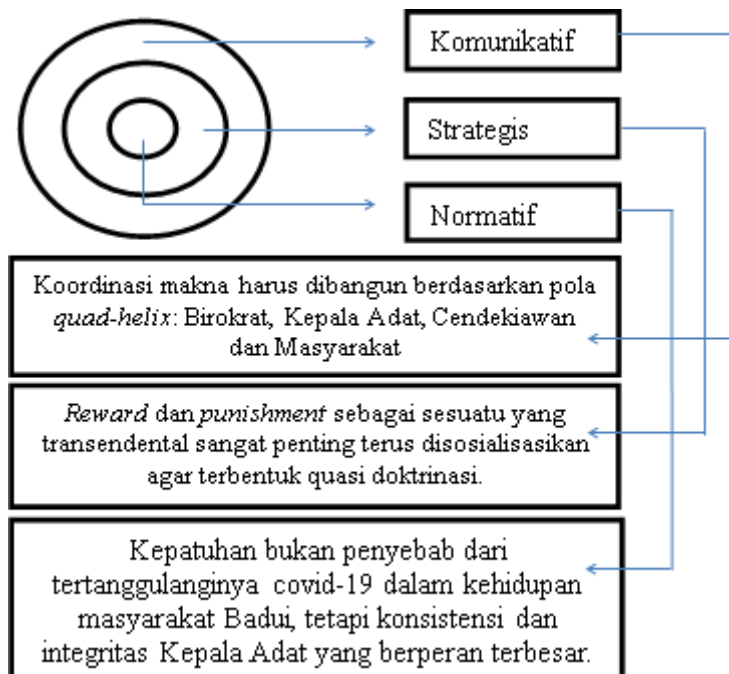 Komunikatif
Strategis
Normatif
Koordinasi makna harus dibangun berdasarkan pola
quad-helix: Birokrat, Kepala Adat, Cendekiawan
dan Masyarakat
Reward dan punishment sebagai sesuatu yang
transendental sangat penting terus disosialisasikan
agar terbentuk quasi doktrinasi.
Kepatuhan bukan penyebab dari
tertanggulanginya covid-19 dalam kehidupan
masyarakat Badui, tetapi konsistensi dan
integritas Kepala Adat yang berperan terbesar.